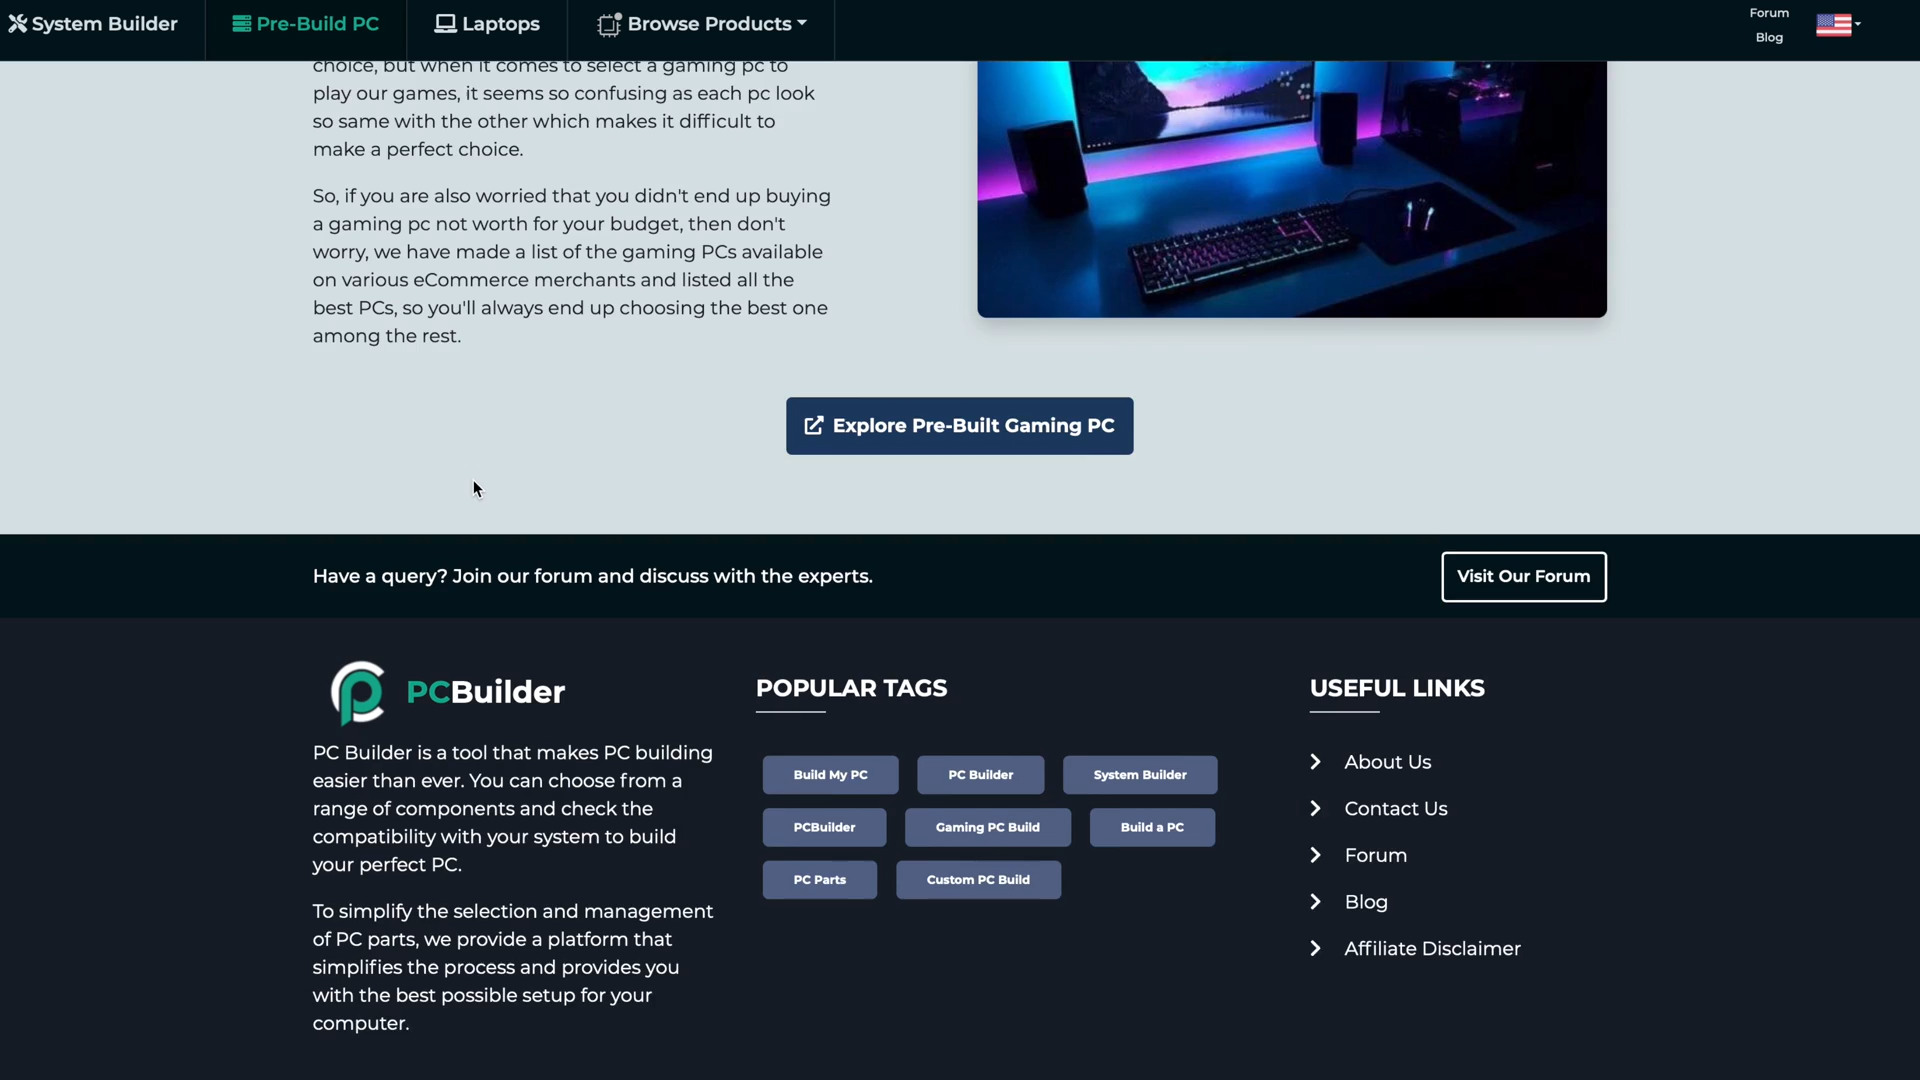 System Builder
Pre-Build PC
Laptops
Browse Products
Forum
Blog
choice, but when it comes to select a gaming pc to
play our games, it seems so confusing as each pc look
so same with the other which makes it difficult to
make a perfect choice.
So, if you are also worried that you didn't end up buying
a gaming pc not worth for your budget, then don't
worry, we have made a list of the gaming PCs available
on various eCommerce merchants and listed all the
best PCs, so you'll always end up choosing the best one
among the rest.
Explore Pre-Built Gaming PC
Have a query? Join our forum and discuss with the experts.
Visit Our Forum
PCBuilder
PC Builder is a tool that makes PC building
easier than ever. You can choose from a
range of components and check the
compatibility with your system to build
your perfect PC.
To simplify the selection and management
of PC parts, we provide a platform that
simplifies the process and provides you
with the best possible setup for your
computer.
POPULAR TAGS
Build My PC
PC Builder
System Builder
PCBuilder
Gaming PC Build
Build a PC
PC Parts
Custom PC Build
USEFUL LINKS
About Us
Contact Us
Forum
Blog
Affiliate Disclaimer